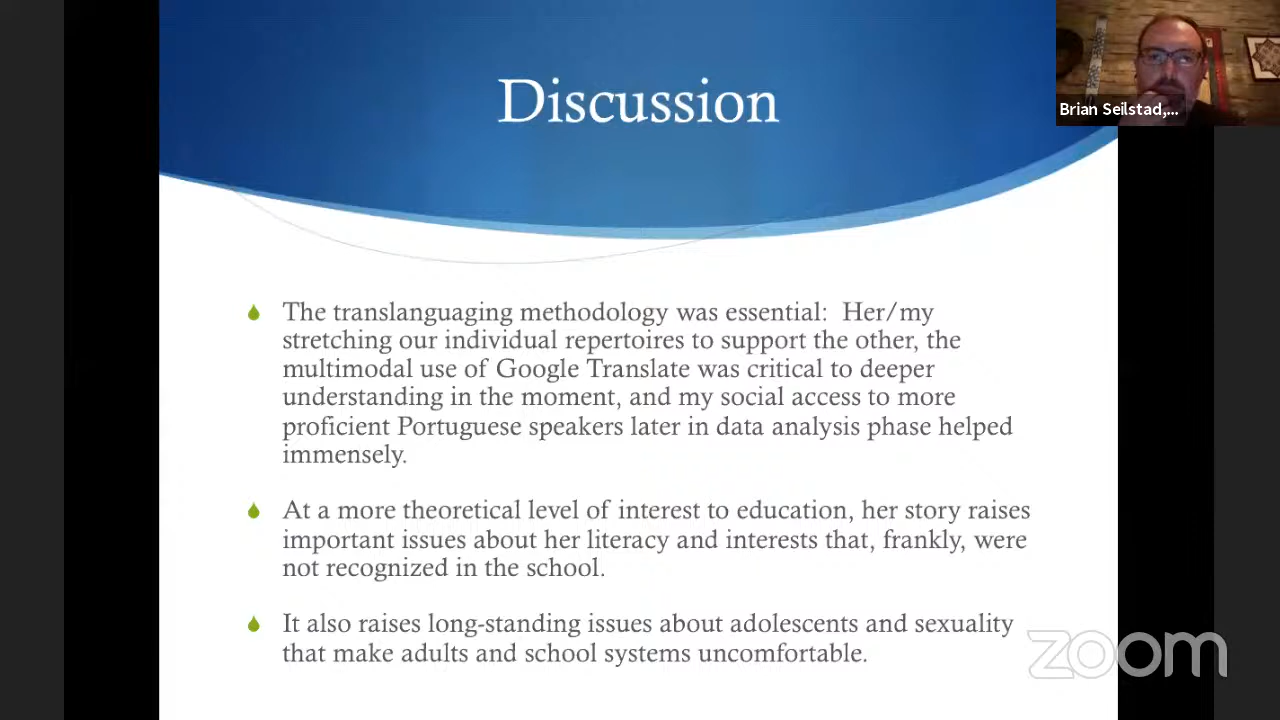 Discussion
Brian Seilstad,...
The translanguaging methodology was essential:  Her/my
stretching our individual repertoires to support the other, the
multimodal use of Google Translate was critical to deeper
understanding in the moment, and my social access to more
proficient Portuguese speakers later in data analysis phase helped
immensely.
At a more theoretical level of interest to education, her story raises
important issues about her literacy and interests that, frankly, were
not recognized in the school.
It also raises long-standing issues about adolescents and sexuality
that make adults and school systems uncomfortable.
zoom